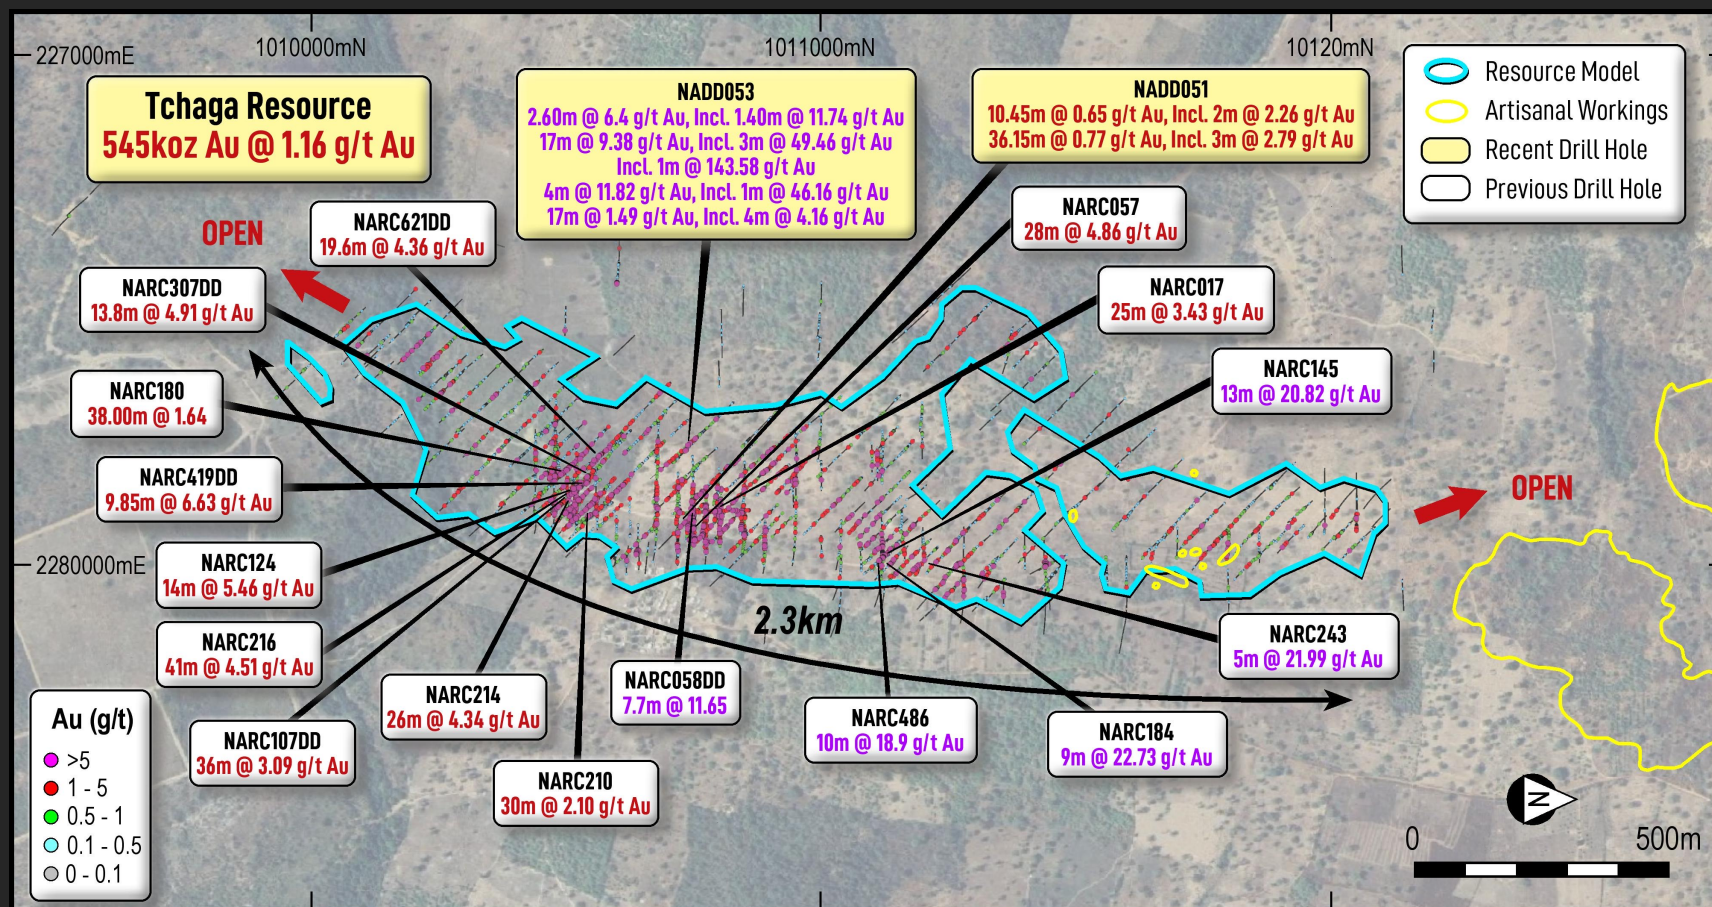 227000mE
1010000mN
1011000mN
10120mN
Tchaga Resource
545koz Au @ 1.16 g/t Au
NADD053
2.60m @ 6.4 g/t Au, Incl. 1.40m @ 11.74 g/t Au
17m @ 9.38 g/t Au, Incl. 3m @ 49.46 g/t Au
Incl. 1m @ 143.58 g/t Au
4m @ 11.82 g/t Au, Incl. 1m @ 46.16 g/t Au
17m @ 1.49 g/t Au, Incl. 4m @ 4.16 g/t Au
NADD051
10.45m @ 0.65 g/t Au, Incl. 2m @ 2.26 g/t Au
36.15m @ 0.77 g/t Au, Incl. 3m @ 2.79 g/t Au
Resource Model
Artisanal Workings
Recent Drill Hole
Previous Drill Hole
OPEN
NARC621DD
19.6m @ 4.36 g/t Au
NARC057
28m @ 4.86 g/t Au
NARC307DD
13.8m @ 4.91 g/t Au
NARC017
25m @ 3.43 g/t Au
NARC180
38.00m @ 1.64
NARC145
13m @ 20.82 g/t Au
NARC419DD
9.85m @ 6.63 g/t Au
OPEN
2280000mE
NARC124
14m @ 5.46 g/t Au
NARC216
41m @ 4.51 g/t Au
2.3km
NARC243
5m @ 21.99 g/t Au
NARC214
26m @ 4.34 g/t Au
NARC058DD
7.7m @ 11.65
NARC486
10m @ 18.9 g/t Au
NARC184
9m @ 22.73 g/t Au
NARC107DD
36m @ 3.09 g/t Au
NARC210
30m @ 2.10 g/t Au
Au (g/t)
>5
1 - 5
0.5 - 1
0.1 - 0.5
0 - 0.1
N
0
500m